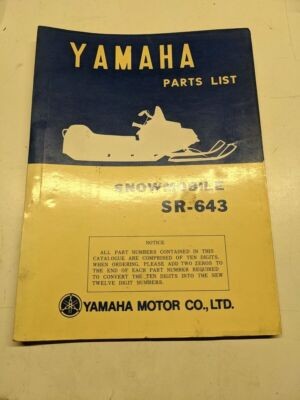 YAMAHA
PARTS LIST
SNOWMOBILE
SR-643
NOTICE
ALL PART NUMBERS CONTAINED IN THIS
CATALOGUE ARE COMPRISED OF TEN DIGITS.
WHEN ORDERING, PLEASE ADD TWO ZEROS TO
THE END OF EACH PART NUMBER REQUIRED
TO CONVERT THE TEN DIGITS INTO THE NEW
TWELVE DIGIT NUMBERS.
YAMAHA MOTOR CO., LTD.